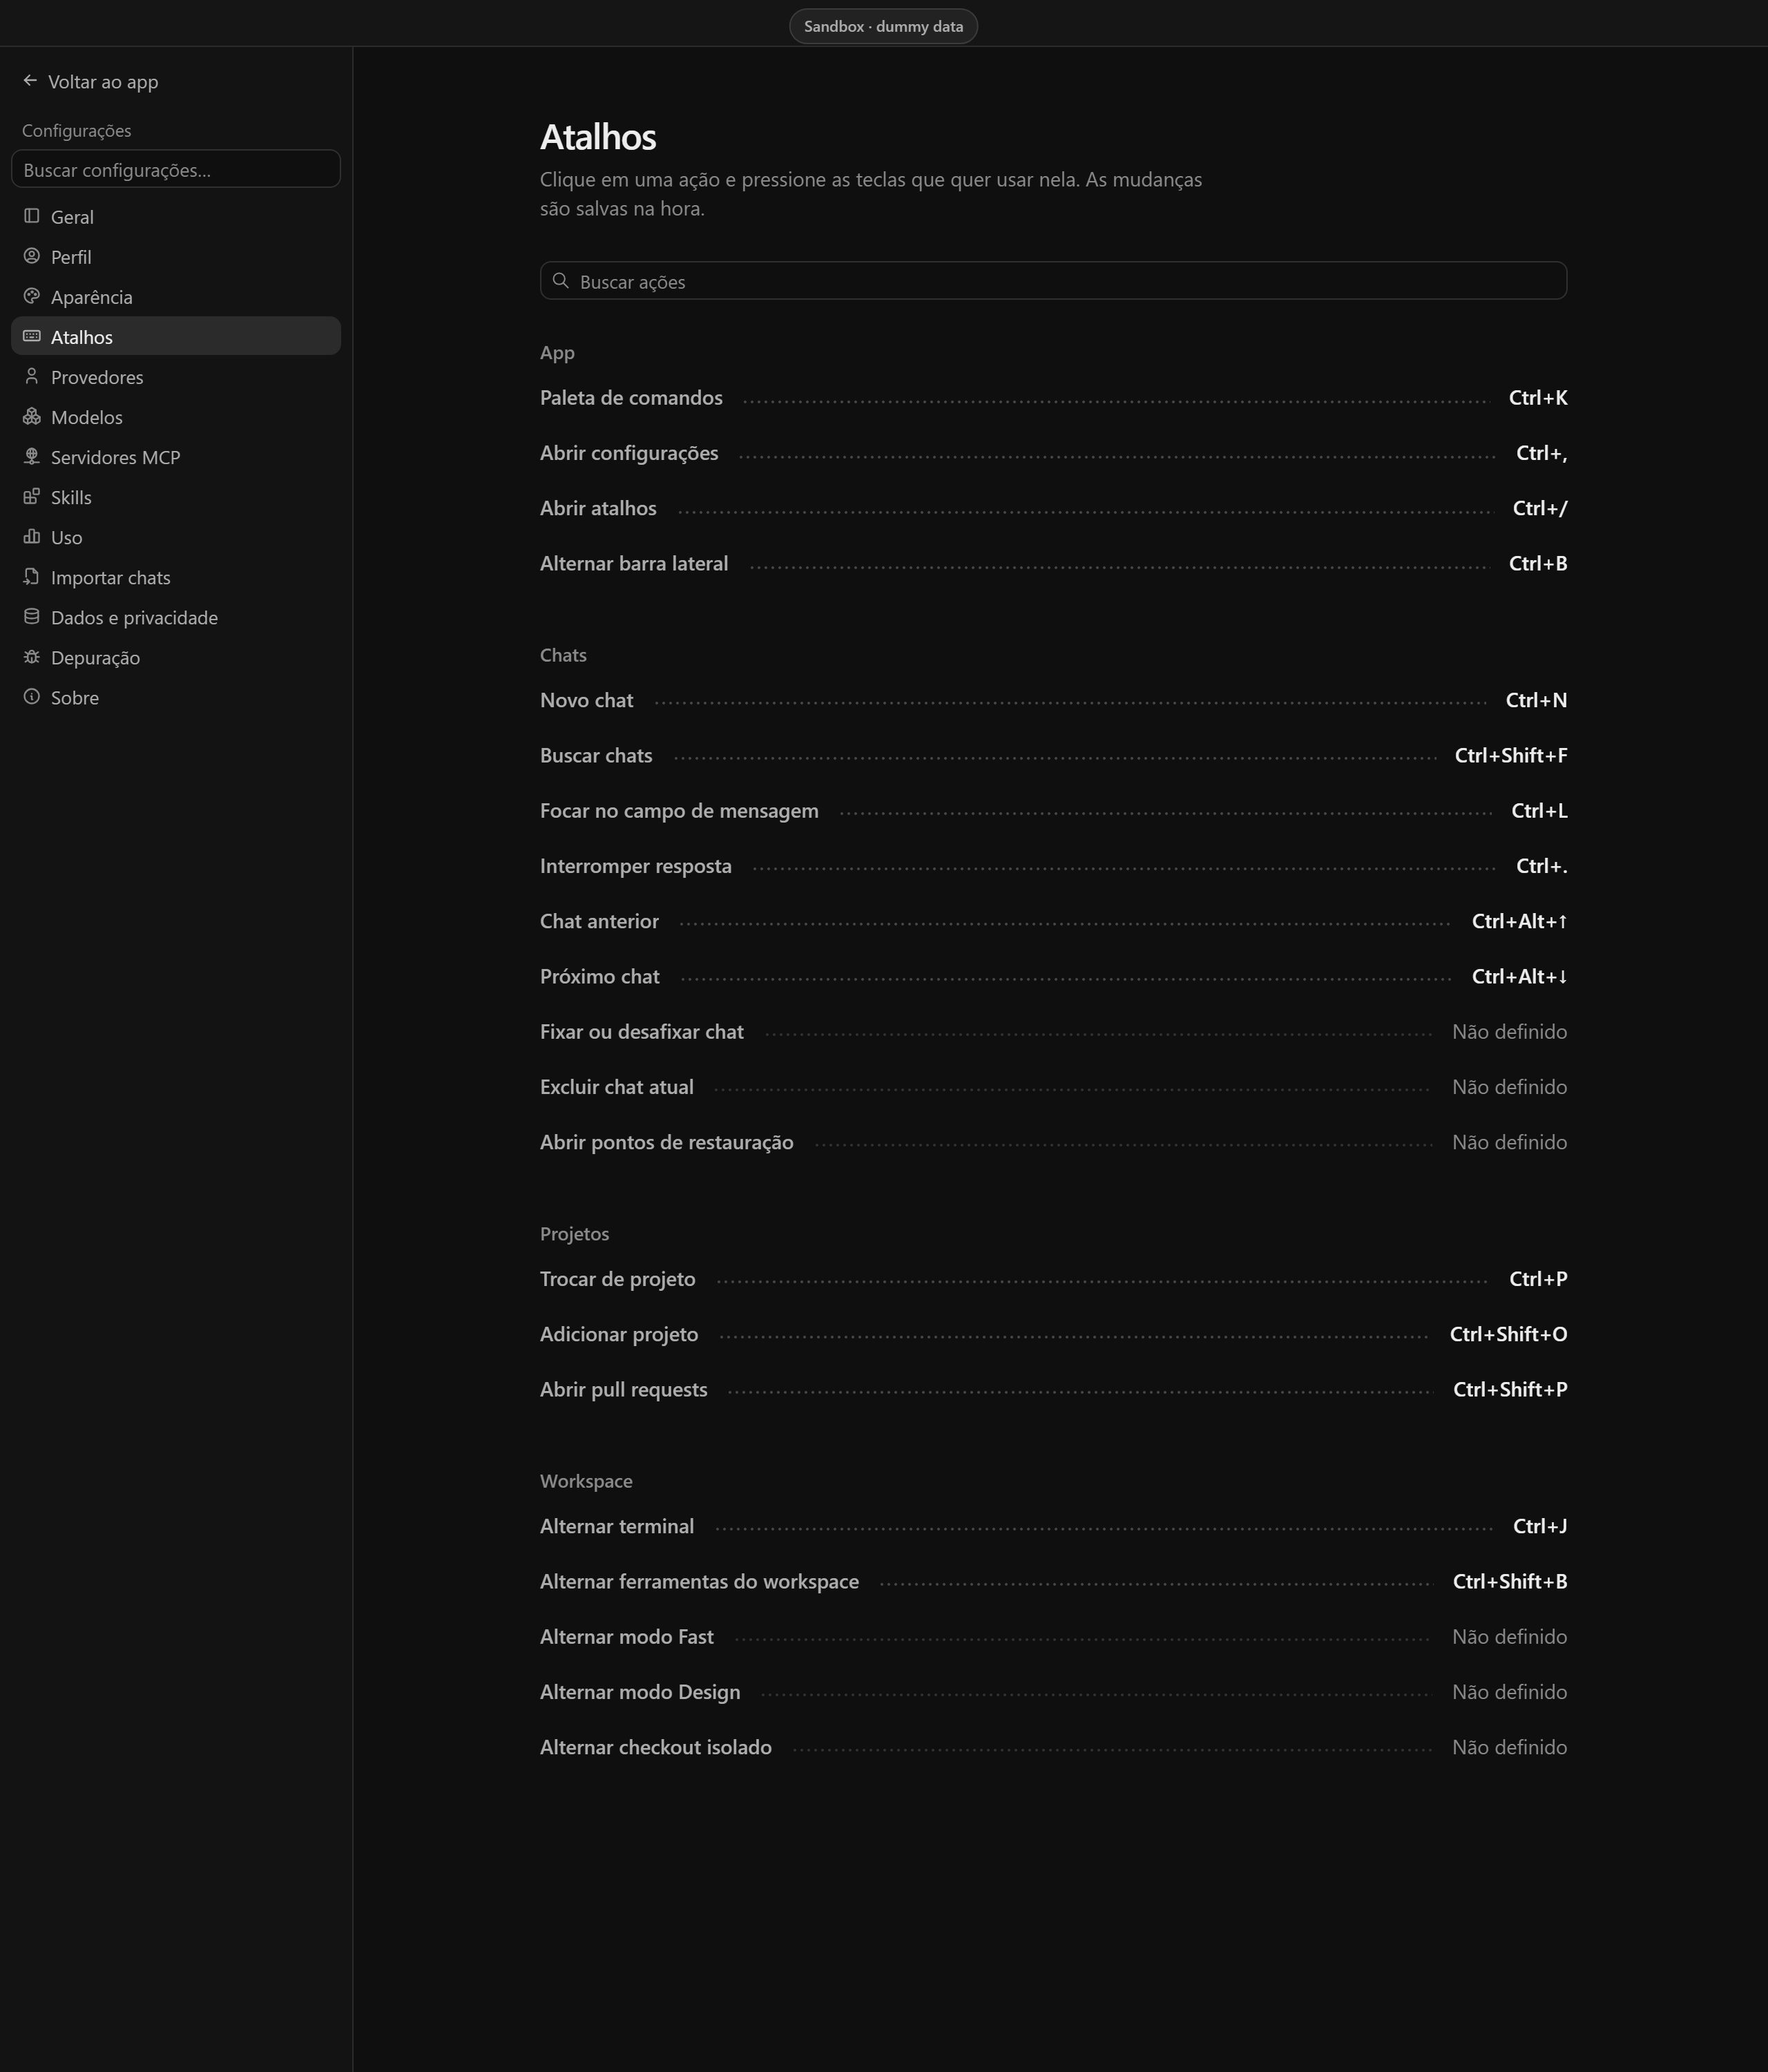 Sandbox · dummy data
Voltar ao app
Configurações
Buscar configurações...
Geral
Perfil
Aparência
Atalhos
Provedores
Modelos
Servidores MCP
Skills
Uso
Importar chats
Dados e privacidade
Depuração
Sobre
Atalhos
Clique em uma ação e pressione as teclas que quer usar nela. As mudanças
são salvas na hora.
Buscar ações
App
Paleta de comandos Ctrl+K
Abrir configurações Ctrl+,
Abrir atalhos Ctrl+/
Alternar barra lateral Ctrl+B
Chats
Novo chat Ctrl+N
Buscar chats Ctrl+Shift+F
Focar no campo de mensagem Ctrl+L
Interromper resposta Ctrl+.
Chat anterior Ctrl+Alt+↑
Próximo chat Ctrl+Alt+↓
Fixar ou desafixar chat Não definido
Excluir chat atual Não definido
Abrir pontos de restauração Não definido
Projetos
Trocar de projeto Ctrl+P
Adicionar projeto Ctrl+Shift+O
Abrir pull requests Ctrl+Shift+P
Workspace
Alternar terminal Ctrl+J
Alternar ferramentas do workspace Ctrl+Shift+B
Alternar modo Fast Não definido
Alternar modo Design Não definido
Alternar checkout isolado Não definido